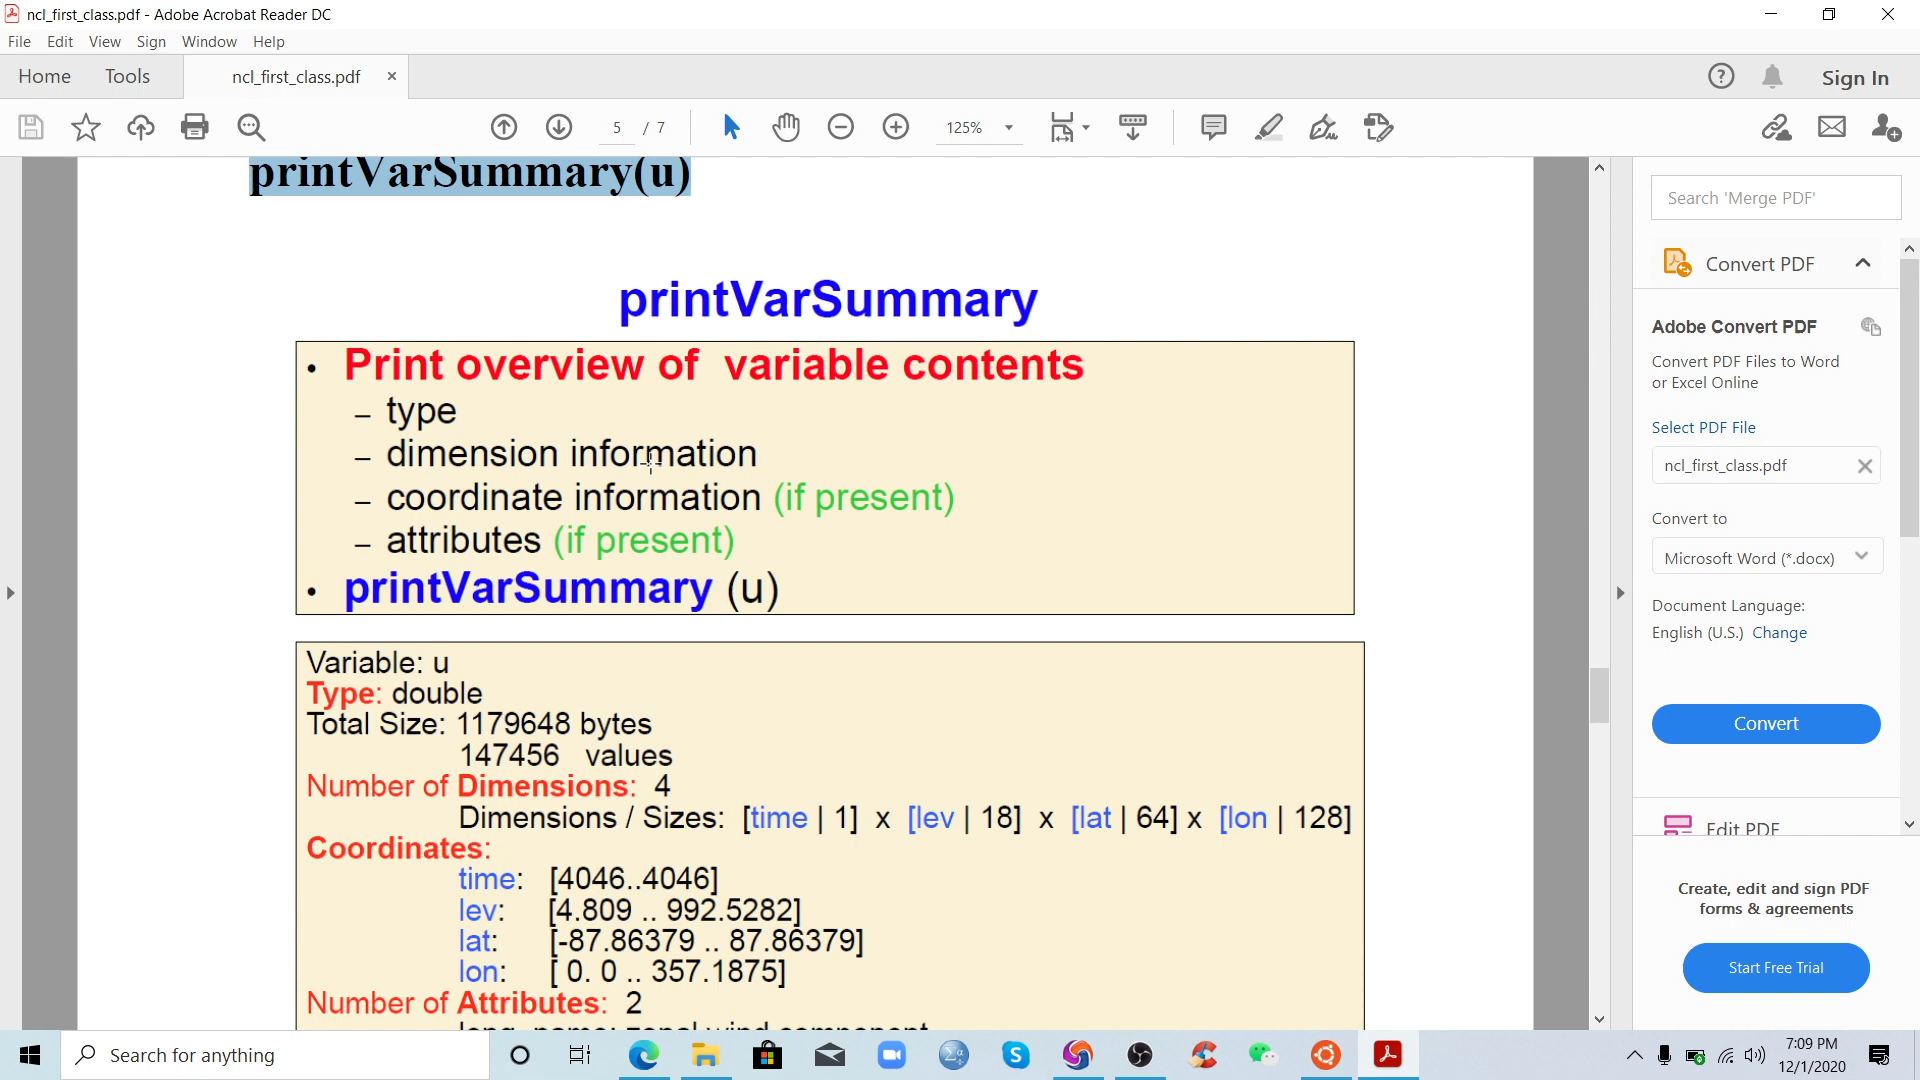 ncl_first_class.pdf - Adobe Acrobat Reader DC
File Edit View Sign Window Help
Home Tools ncl_first_class.pdf × Sign In
5 / 7 125%
printVarSummary(u)
printVarSummary
• Print overview of variable contents
– type
– dimension information
– coordinate information (if present)
– attributes (if present)
• printVarSummary (u)
Variable: u
Type: double
Total Size: 1179648 bytes
147456 values
Number of Dimensions: 4
Dimensions / Sizes: [time | 1] x [lev | 18] x [lat | 64] x [lon | 128]
Coordinates:
time: [4046..4046]
lev: [4.809 .. 992.5282]
lat: [-87.86379 .. 87.86379]
lon: [ 0. 0 .. 357.1875]
Number of Attributes: 2
long_name: zonal wind component
Search 'Merge PDF'
Convert PDF
Adobe Convert PDF
Convert PDF Files to Word
or Excel Online
Select PDF File
ncl_first_class.pdf
Convert to
Microsoft Word (*.docx)
Document Language:
English (U.S.) Change
Convert
Edit PDF
Create, edit and sign PDF
forms & agreements
Start Free Trial
Search for anything
7:09 PM
12/1/2020